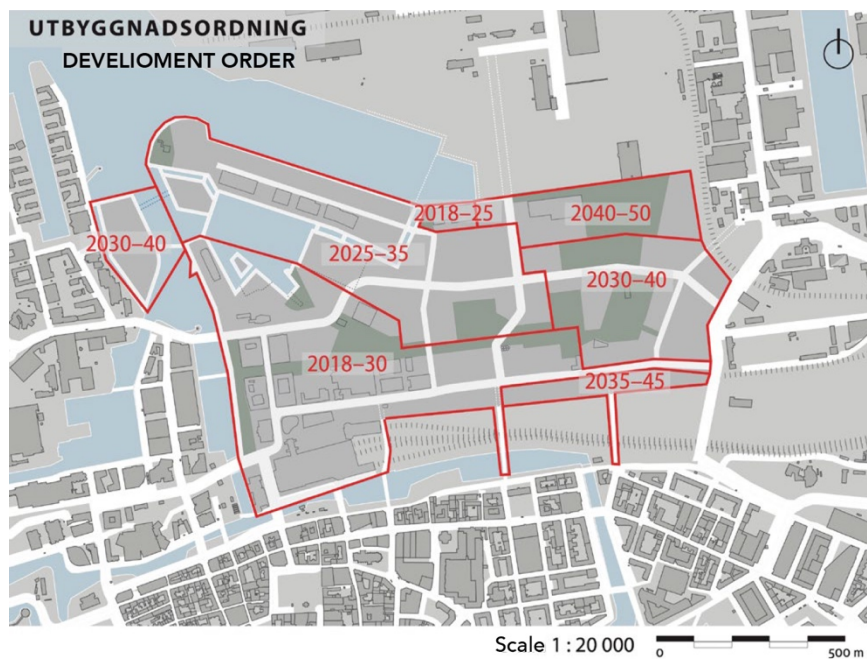 UTBYGGNADSORDNING
DEVELIOMENT ORDER
2018–25
2040–50
2030–40
2025–35
2030–40
2018–30
2035–45
Scale 1 : 20 000
0
500 m